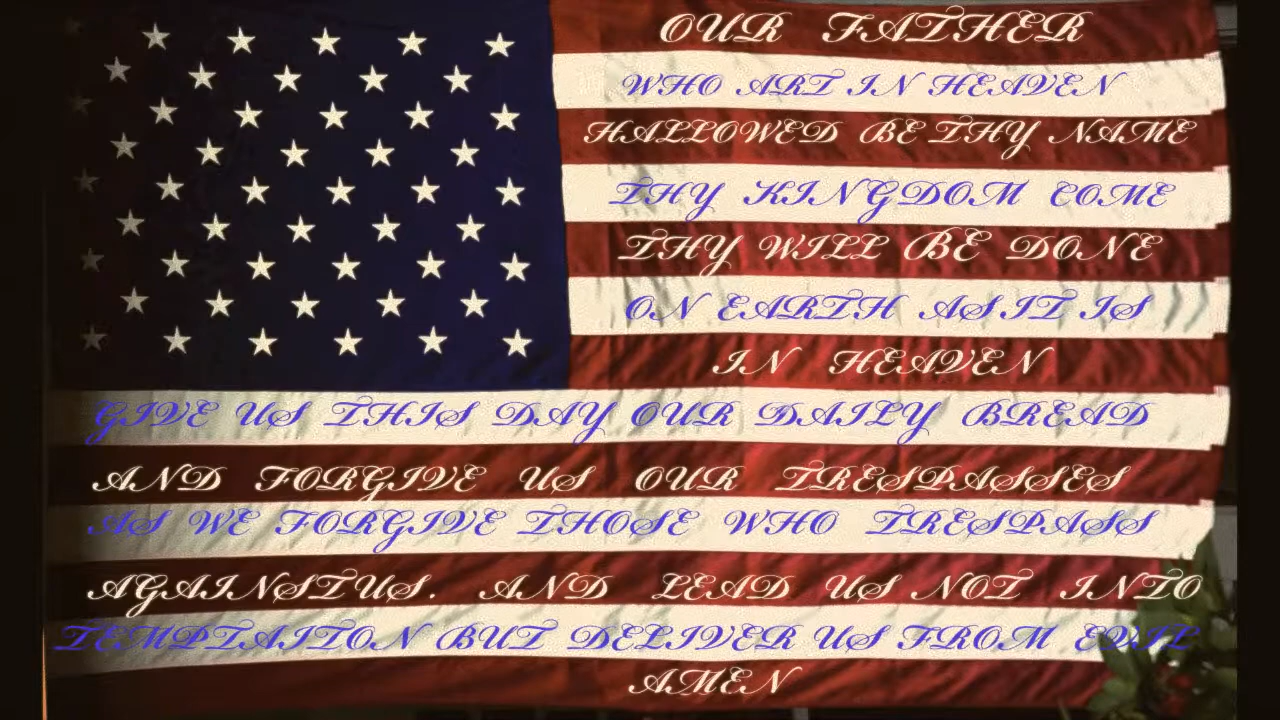 OUR FATHER
WHO ART IN HEAVEN
HALLOWED BE THY NAME
THY KINGDOM COME
THY WILL BE DONE
ON EARTH AS IT IS
IN HEAVEN
GIVE US THIS DAY OUR DAILY BREAD
AND FORGIVE US OUR TRESPASSES
AS WE FORGIVE THOSE WHO TRESPASS
AGAINST US. AND LEAD US NOT INTO
TEMPTAITON BUT DELIVER US FROM EVIL
AMEN